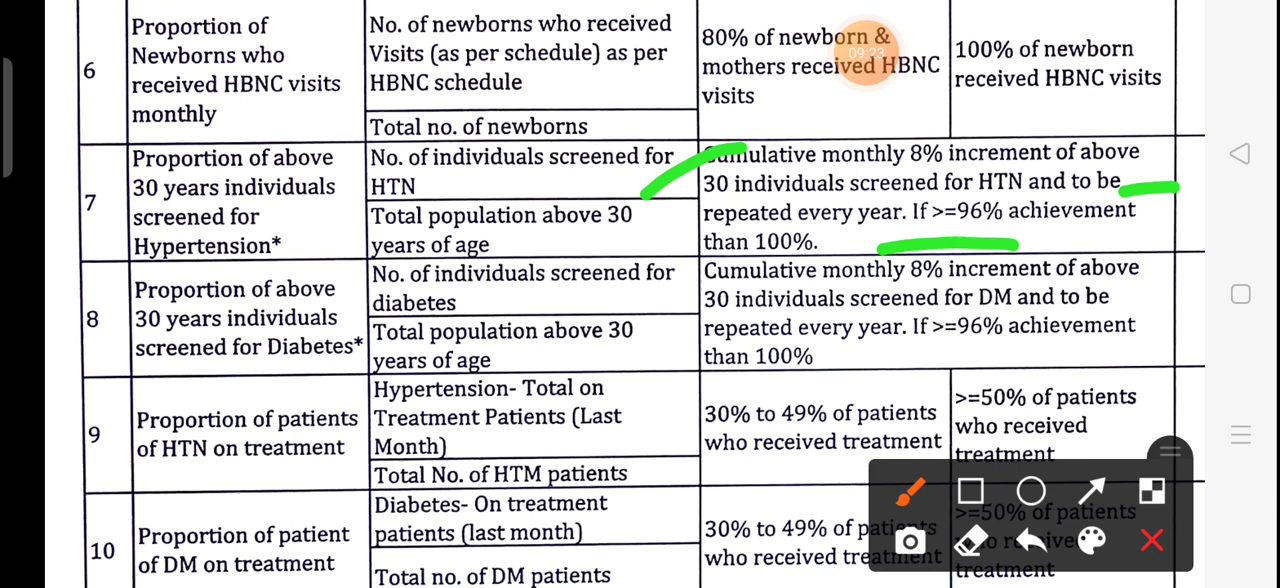 6
Proportion of
Newborns who
received HBNC visits
monthly
No. of newborns who received
Visits (as per schedule) as per
HBNC schedule
Total no. of newborns
80% of newborn &
mothers received HBNC
visits
100% of newborn
received HBNC visits
09:23
7
Proportion of above
30 years individuals
screened for
Hypertension*
No. of individuals screened for
HTN
Total population above 30
years of age
Cumulative monthly 8% increment of above
30 individuals screened for HTN and to be
repeated every year. If >=96% achievement
than 100%.
8
Proportion of above
30 years individuals
screened for Diabetes*
No. of individuals screened for
diabetes
Total population above 30
years of age
Cumulative monthly 8% increment of above
30 individuals screened for DM and to be
repeated every year. If >=96% achievement
than 100%
9
Proportion of patients
of HTN on treatment
Hypertension- Total on
Treatment Patients (Last
Month)
Total No. of HTM patients
30% to 49% of patients
who received treatment
>=50% of patients
who received
treatment
10
Proportion of patient
of DM on treatment
Diabetes- On treatment
patients (last month)
Total no. of DM patients
30% to 49% of patients
who received treatment
>=50% of patients
who received
treatment